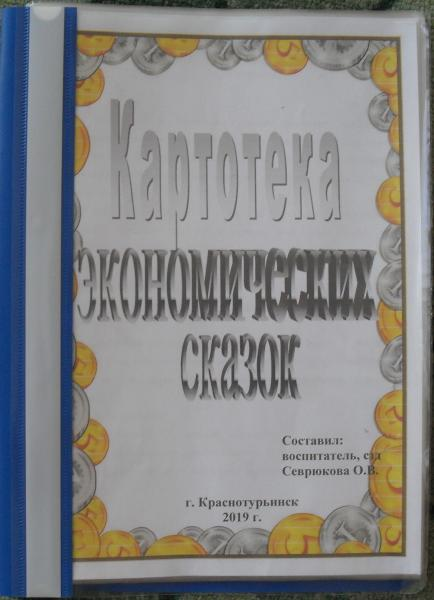 Картотека
экономических
сказок
Составил:
воспитатель, сзд
Севрюкова О.В.
г. Краснотурьинск
2019 г.